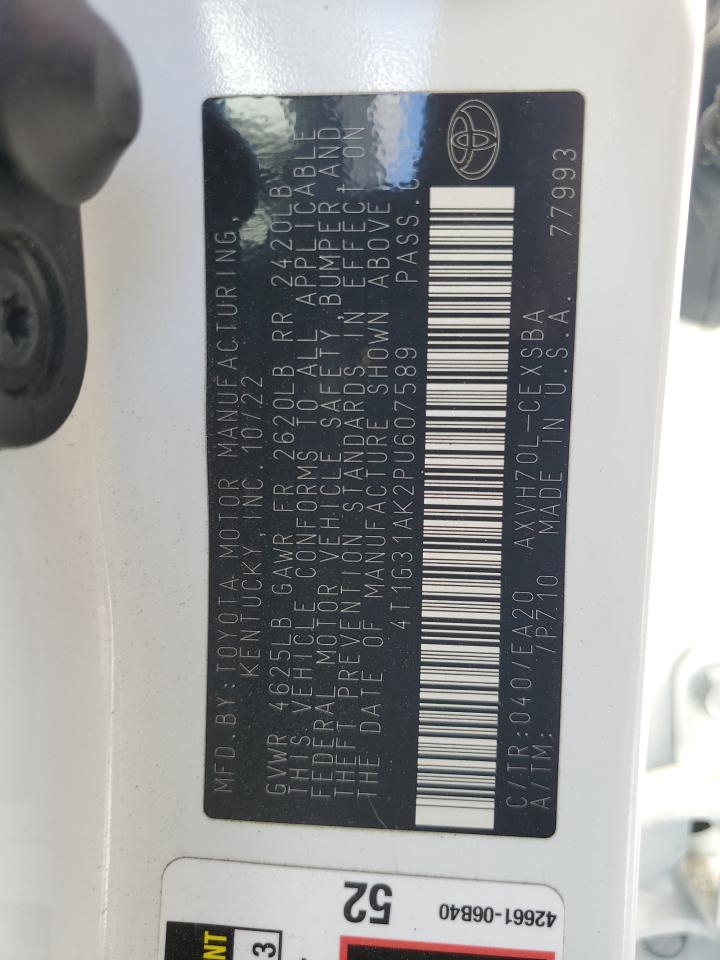 MFD. BY: TOYOTA MOTOR MANUFACTURING,
KENTUCKY, INC. 10/22
GVWR 4625LB GAWR FR 2620LB RR 2420LB
THIS VEHICLE CONFORMS TO ALL APPLICABLE
FEDERAL MOTOR VEHICLE SAFETY, BUMPER AND
THEFT PREVENTION STANDARDS IN EFFECT ON
THE DATE OF MANUFACTURE SHOWN ABOVE
4T1G31AK2PU607589 PASS.
C/TR:040/EA20 AXVH70L-CEXSBA
A/TM: /P710 MADE IN U.S.A. 77993
52
42661-06B40
3